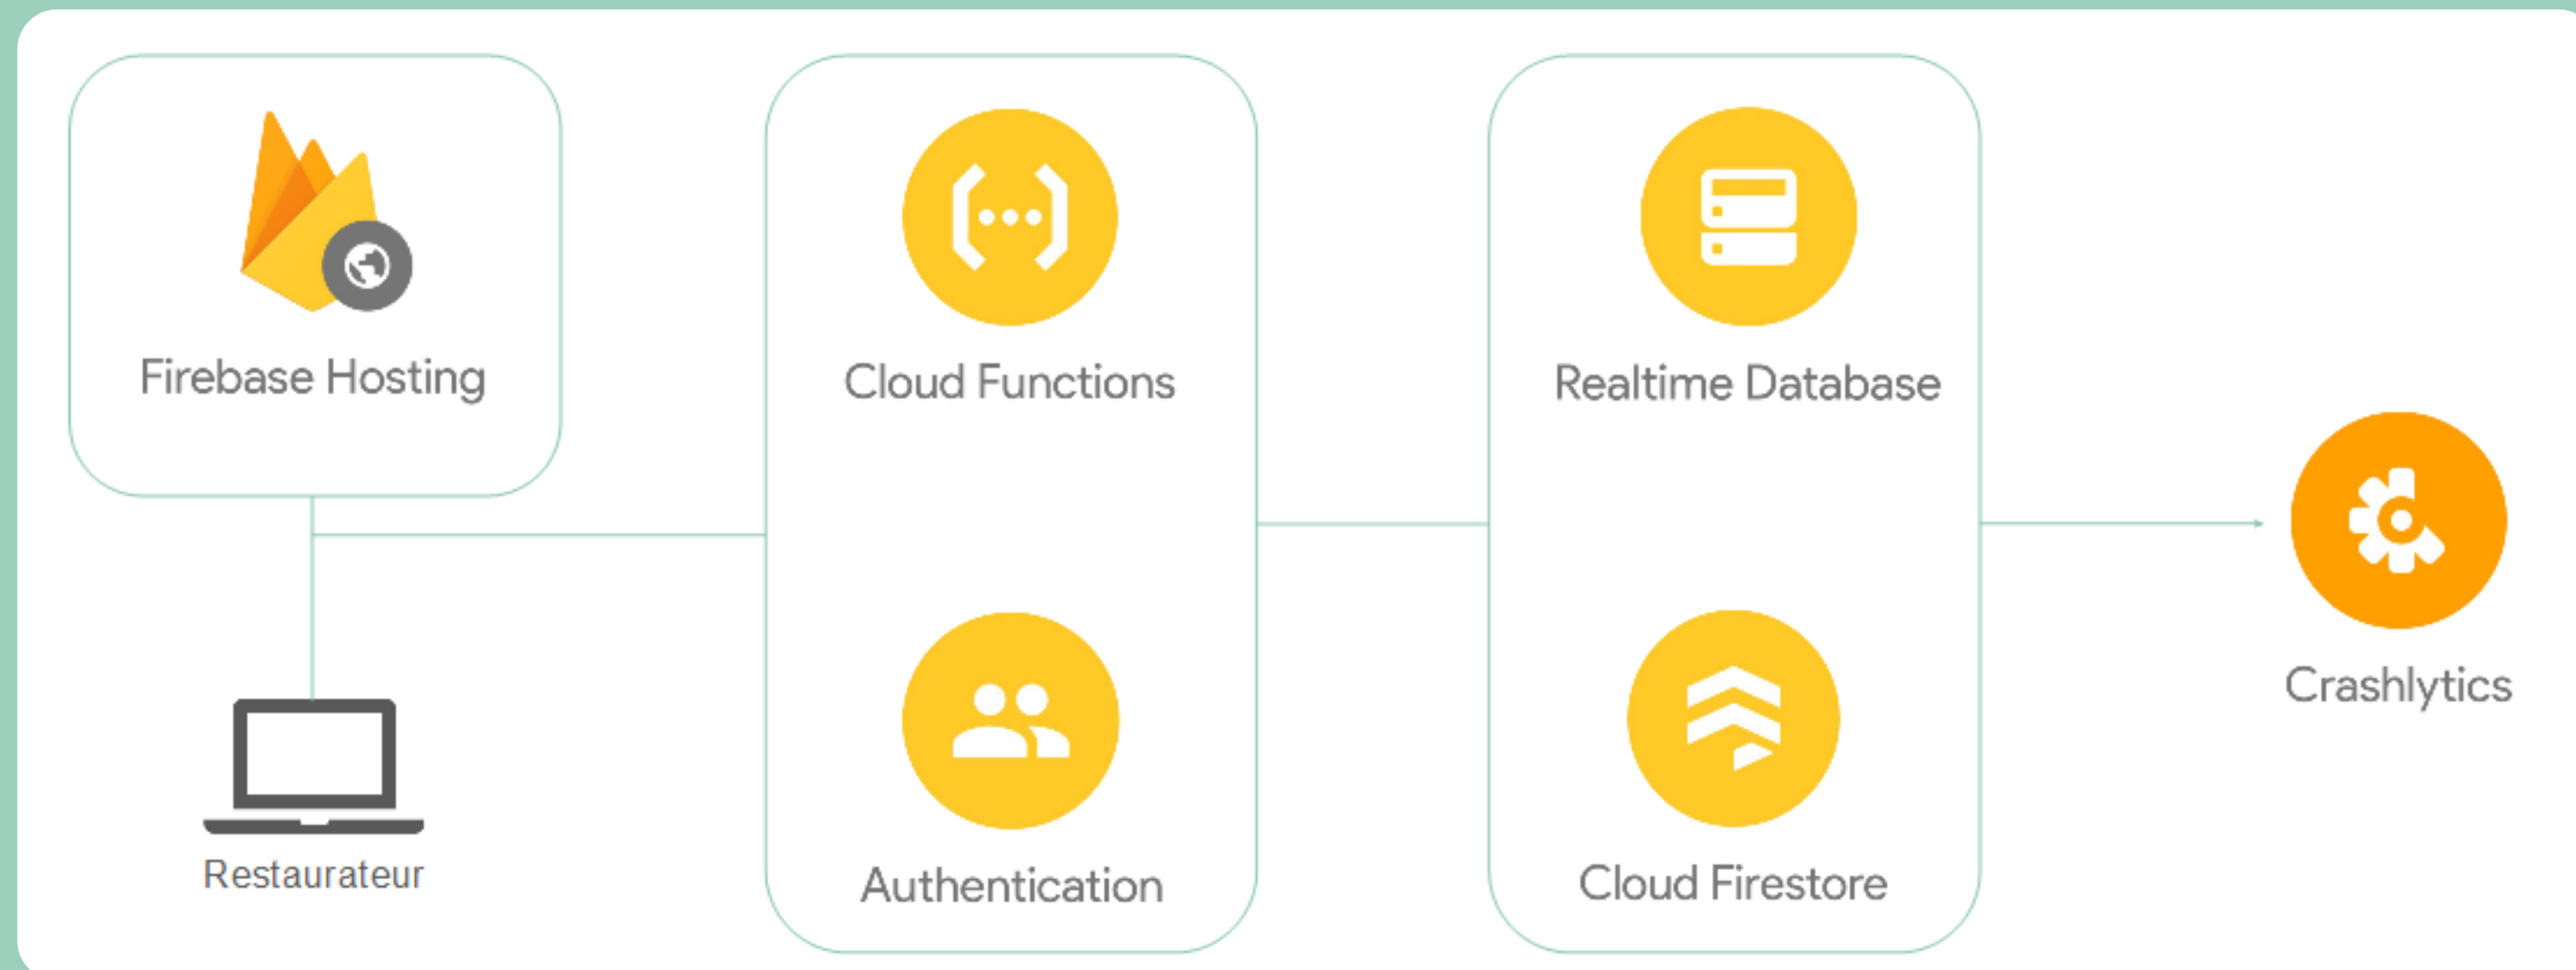 Firebase Hosting
Restaurateur
Cloud Functions
Authentication
Realtime Database
Cloud Firestore
Crashlytics